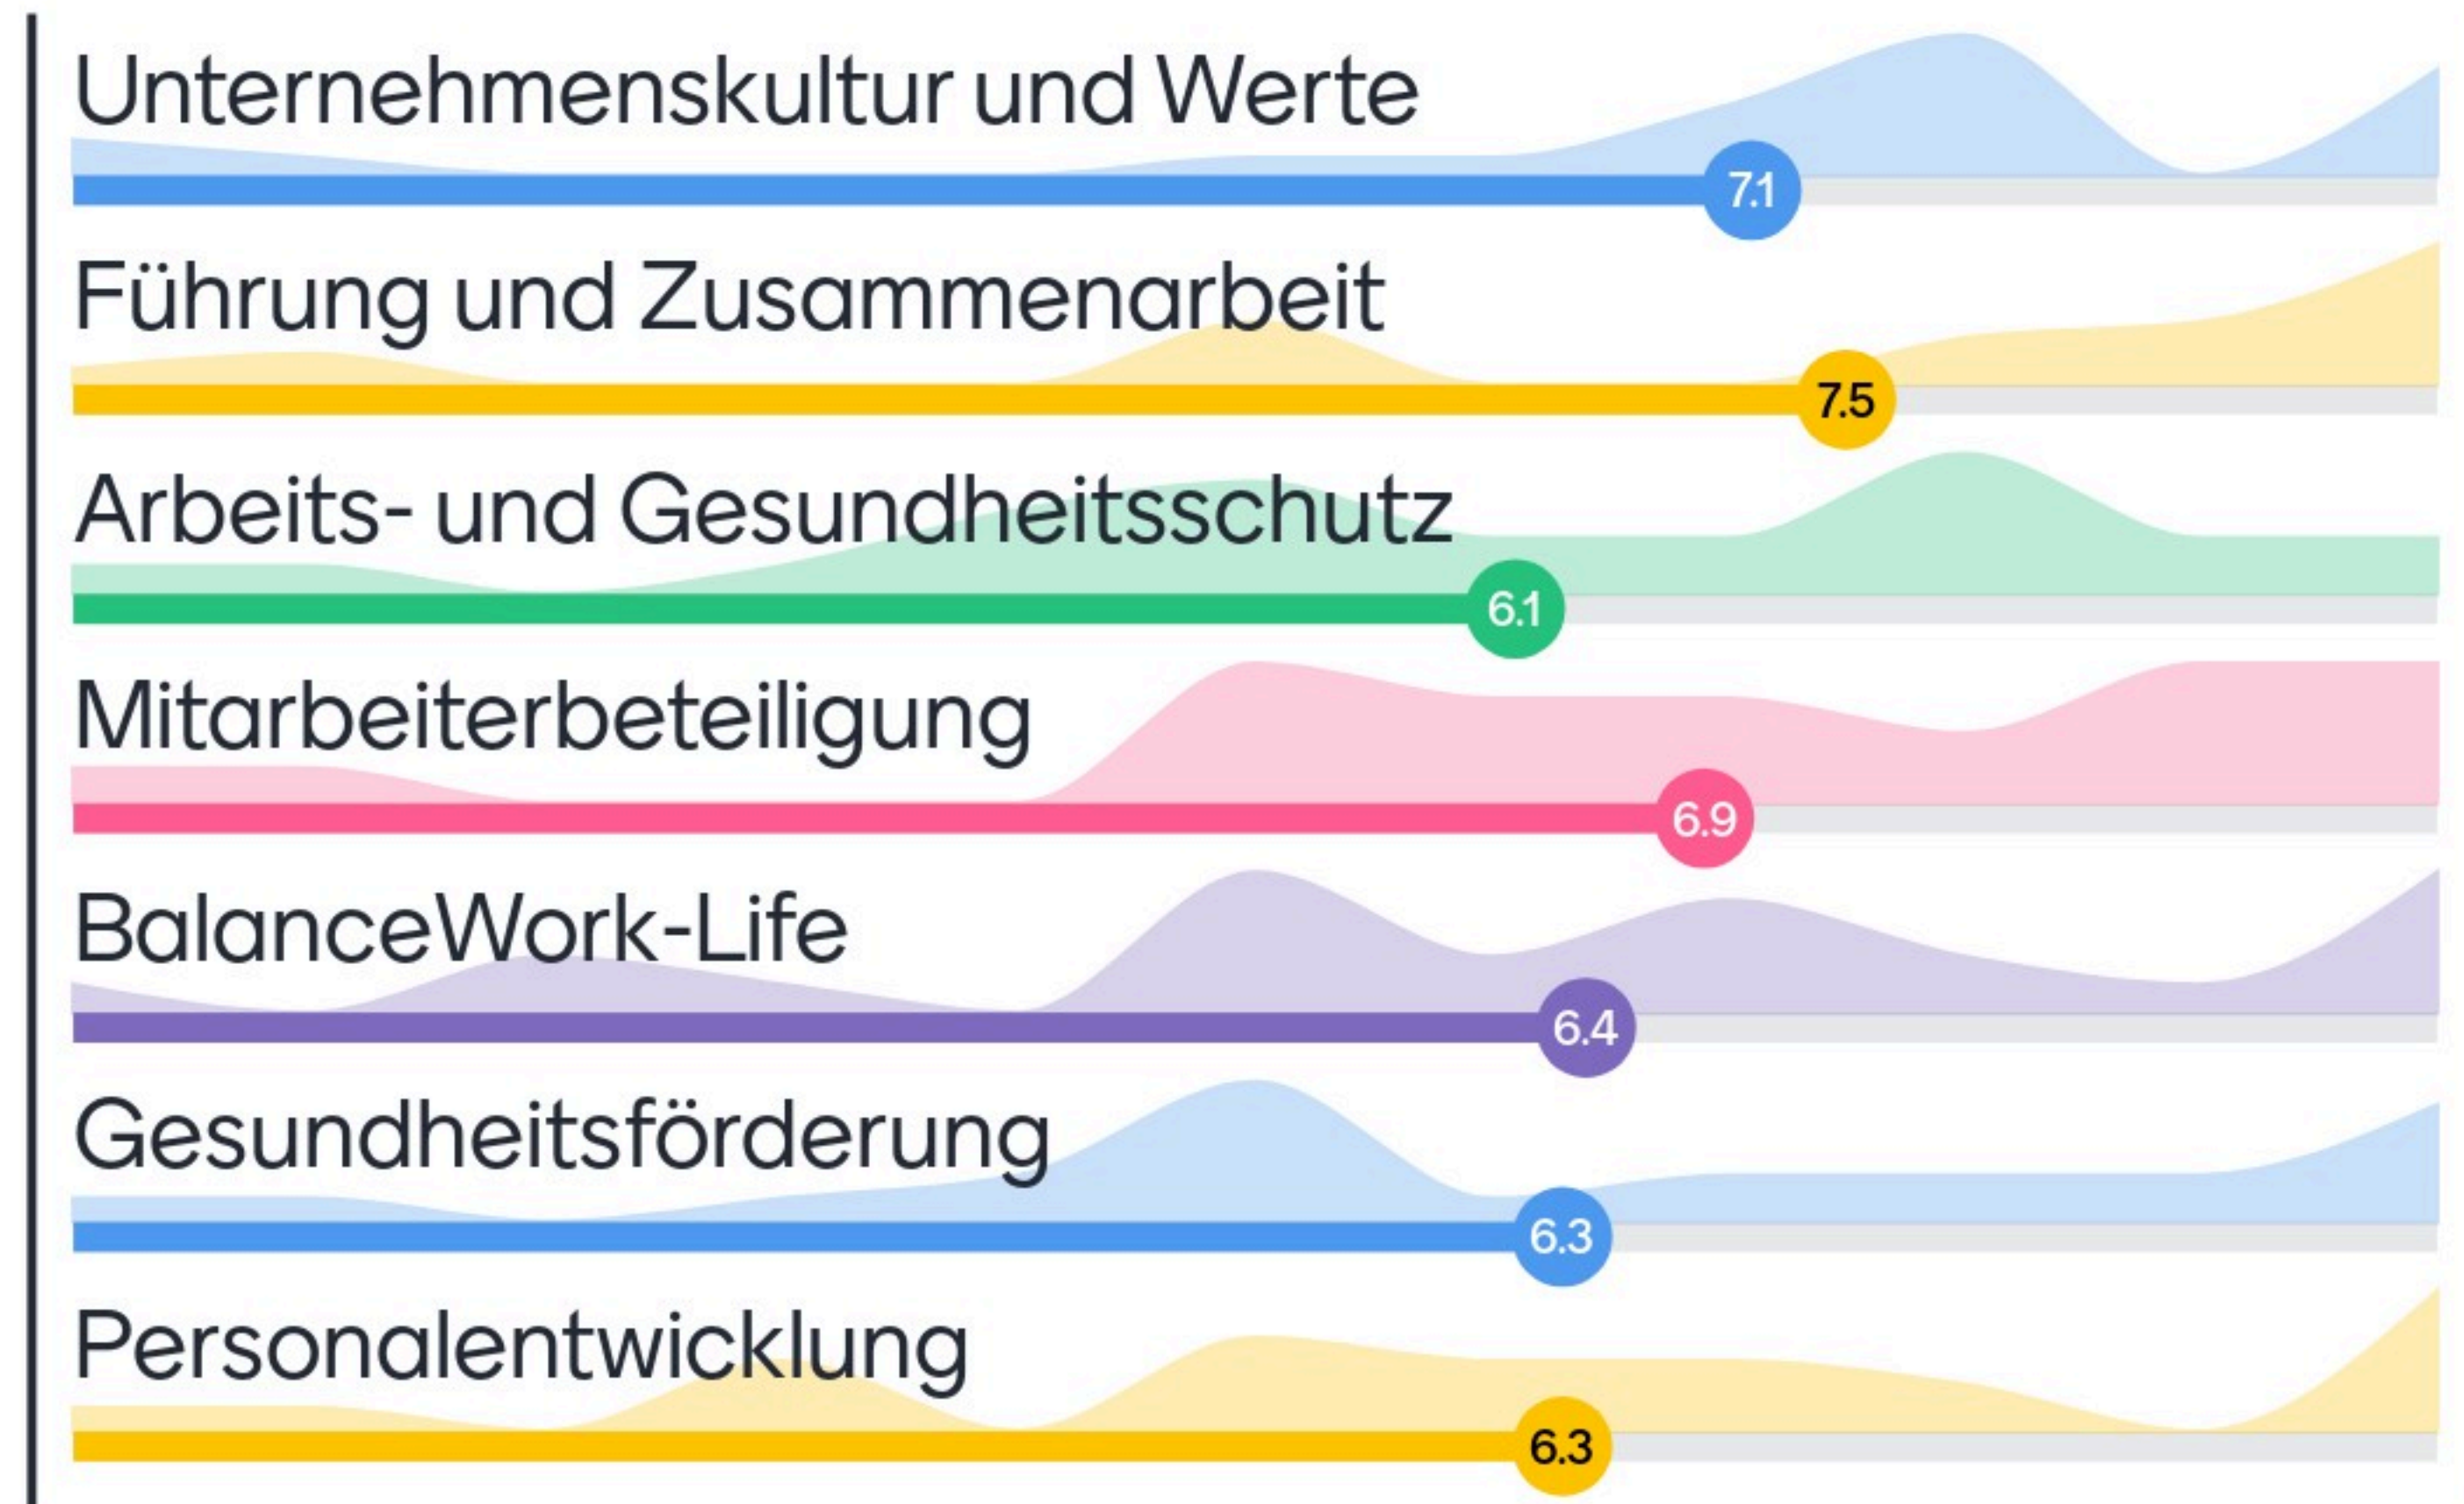 Unternehmenskultur und Werte
7.1
Führung und Zusammenarbeit
7.5
Arbeits- und Gesundheitsschutz
6.1
Mitarbeiterbeteiligung
6.9
BalanceWork-Life
6.4
Gesundheitsförderung
6.3
Personalentwicklung
6.3